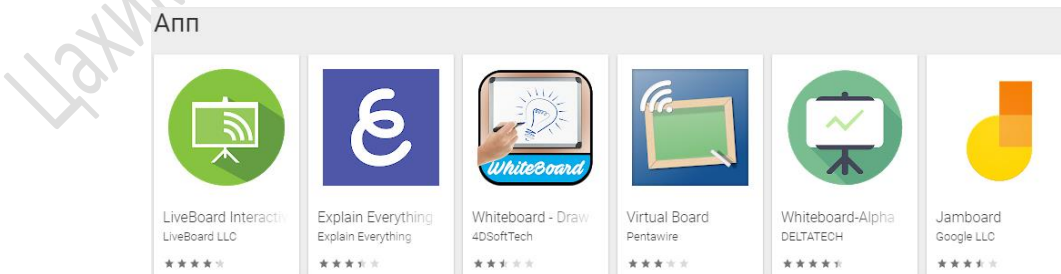 Апп
Цахим
WhiteBoard
LiveBoard Interacti
LiveBoard LLC
Explain Everything
Explain Everything
Whiteboard - Draw
4DSoftTech
Virtual Board
Pentawire
Whiteboard-Alpha
DELTATECH
Jamboard
Google LLC